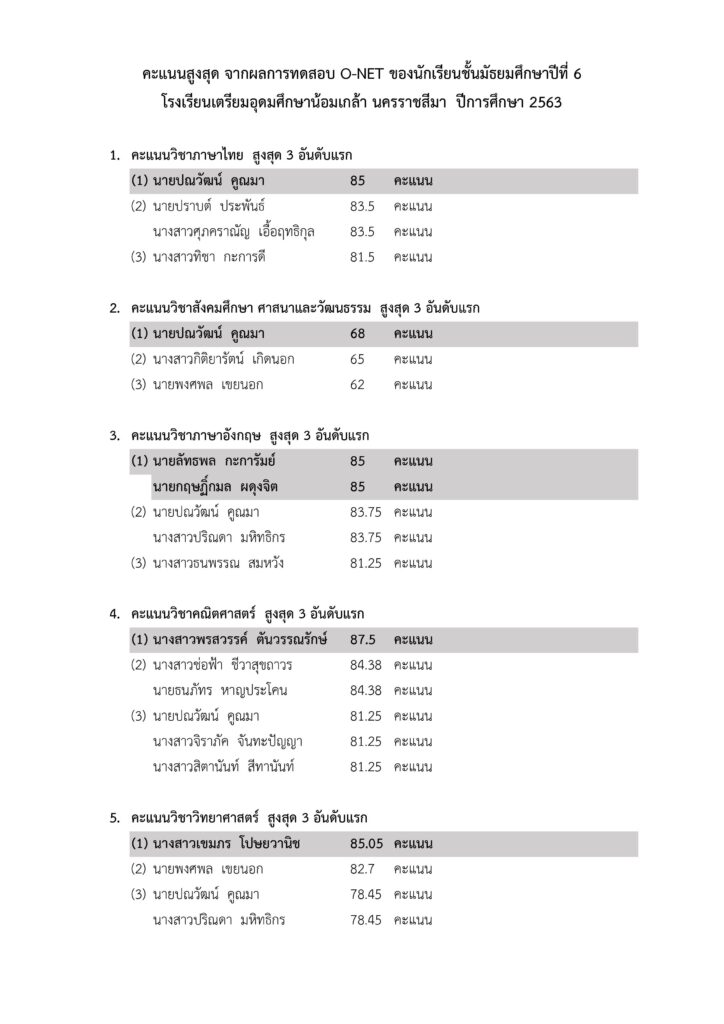 คะแนนสูงสุด จากผลการทดสอบ O-NET ของนักเรียนชั้นมัธยมศึกษาปีที่ 6
โรงเรียนเตรียมอุดมศึกษาน้อมเกล้า นครราชสีมา ปีการศึกษา 2563
1. คะแนนวิชาภาษาไทย สูงสุด 3 อันดับแรก
(1) นายปณวัฒน์ คูณมา 85 คะแนน
(2) นายปราบต์ ประพันธ์ 83.5 คะแนน
นางสาวศุภคราณัญ เอื้อฤทธิกุล 83.5 คะแนน
(3) นางสาวทิชา กะการดี 81.5 คะแนน
2. คะแนนวิชาสังคมศึกษา ศาสนาและวัฒนธรรม สูงสุด 3 อันดับแรก
(1) นายปณวัฒน์ คูณมา 68 คะแนน
(2) นางสาวกิติยารัตน์ เกิดนอก 65 คะแนน
(3) นายพงศพล เขยนอก 62 คะแนน
3. คะแนนวิชาภาษาอังกฤษ สูงสุด 3 อันดับแรก
(1) นายลัทธพล กะการัมย์ 85 คะแนน
นายกฤษฏิ์กมล ผดุงจิต 85 คะแนน
(2) นายปณวัฒน์ คูณมา 83.75 คะแนน
นางสาวปริณดา มหิทธิกร 83.75 คะแนน
(3) นางสาวธนพรรณ สมหวัง 81.25 คะแนน
4. คะแนนวิชาคณิตศาสตร์ สูงสุด 3 อันดับแรก
(1) นางสาวพรสวรรค์ ตันวรรณรักษ์ 87.5 คะแนน
(2) นางสาวช่อฟ้า ชีวาสุขถาวร 84.38 คะแนน
นายธนภัทร หาญประโคน 84.38 คะแนน
(3) นายปณวัฒน์ คูณมา 81.25 คะแนน
นางสาวจิราภัค จันทะปัญญา 81.25 คะแนน
นางสาวสิตานันท์ สีทานันท์ 81.25 คะแนน
5. คะแนนวิชาวิทยาศาสตร์ สูงสุด 3 อันดับแรก
(1) นางสาวเขมภร โปษยวานิช 85.05 คะแนน
(2) นายพงศพล เขยนอก 82.7 คะแนน
(3) นายปณวัฒน์ คูณมา 78.45 คะแนน
นางสาวปริณดา มหิทธิกร 78.45 คะแนน